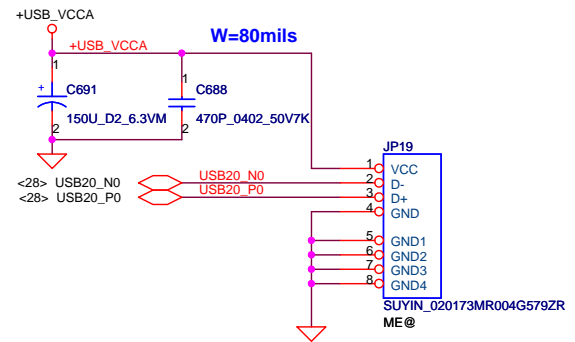 +USB_VCCA
+USB_VCCA
W=80mils
1
1
+
C691
C688
150U_D2_6.3VM
470P_0402_50V7K
2
2
JP19
1 VCC
<28> USB20_N0 USB20_N0 2 D-
<28> USB20_P0 USB20_P0 3 D+
4 GND
5 GND1
6 GND2
7 GND3
8 GND4
SUYIN_020173MR004G579ZR
ME@